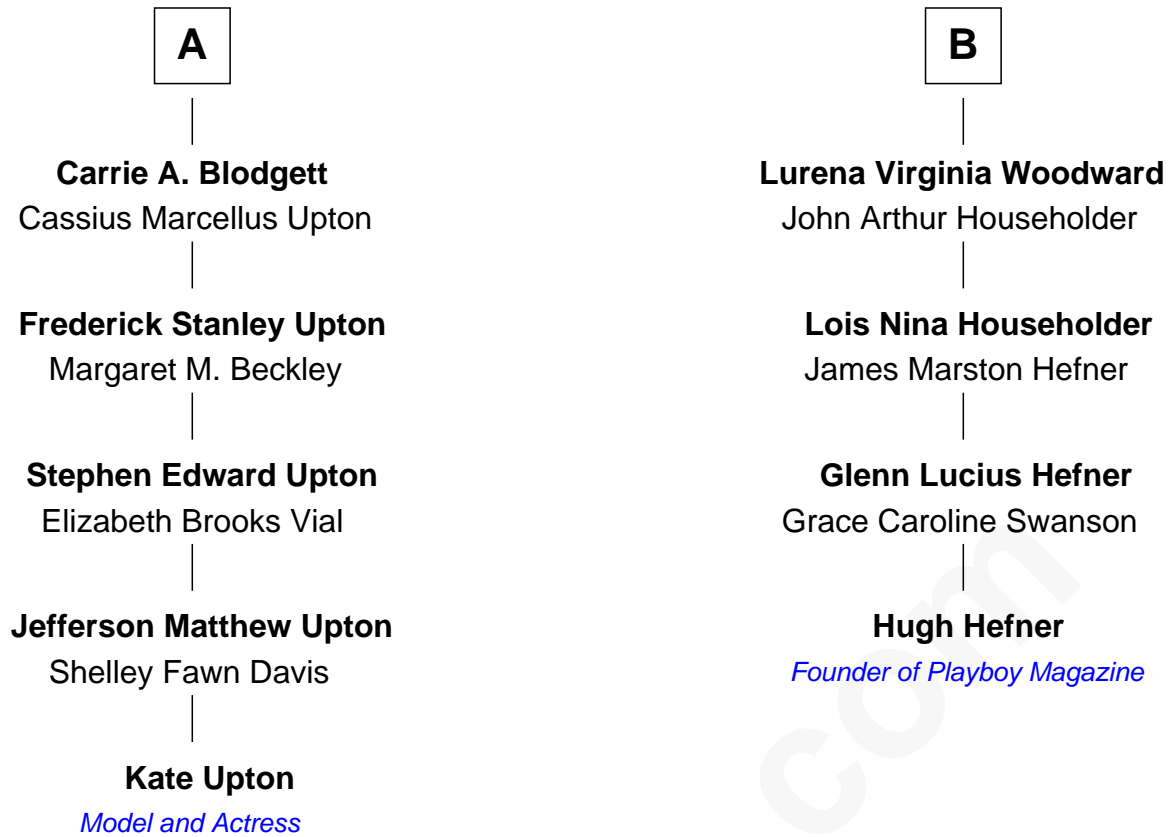 A
Carrie A. Blodgett
Cassius Marcellus Upton
Frederick Stanley Upton
Margaret M. Beckley
Stephen Edward Upton
Elizabeth Brooks Vial
Jefferson Matthew Upton
Shelley Fawn Davis
Kate Upton
Model and Actress
B
Lurena Virginia Woodward
John Arthur Householder
Lois Nina Householder
James Marston Hefner
Glenn Lucius Hefner
Grace Caroline Swanson
Hugh Hefner
Founder of Playboy Magazine
com